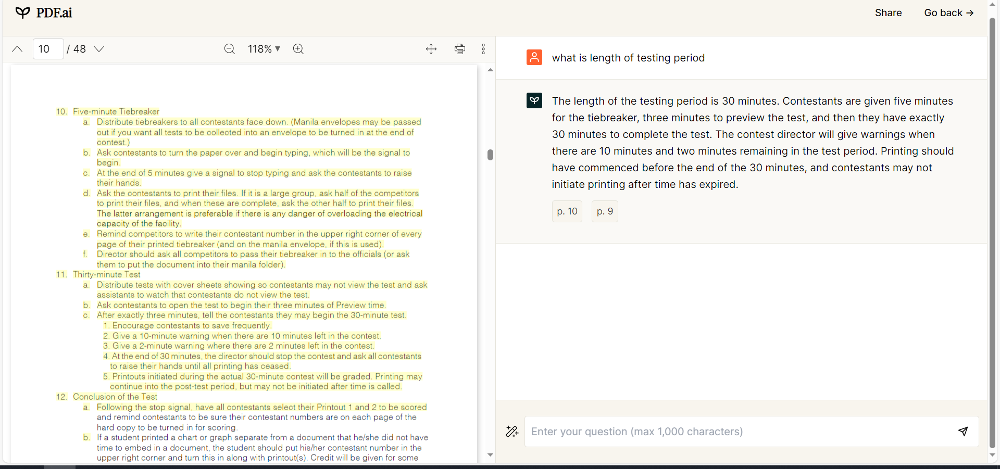 PDF.ai
Share
Go back →
10 / 48
118% ▼
10. Five-minute Tiebreaker
a. Distribute tiebreakers to all contestants face down. (Manila envelopes may be passed
out if you want all tests to be collected into an envelope to be turned in at the end of
contest.)
b. Ask contestants to turn the paper over and begin typing, which will be the signal to
begin.
c. At the end of 5 minutes give a signal to stop typing and ask the contestants to raise
their hands.
d. Ask the contestants to print their files. If it is a large group, ask half of the competitors
to print their files, and when these are complete, ask the other half to print their files.
The latter arrangement is preferable if there is any danger of overloading the electrical
capacity of the facility.
e. Remind competitors to write their contestant number in the upper right corner of every
page of their printed tiebreaker (and on the manila envelope, if this is used).
f. Director should ask all competitors to pass their tiebreaker in to the officials (or ask
them to put the document into their manila folder).
11. Thirty-minute Test
a. Distribute tests with cover sheets showing so contestants may not view the test and ask
assistants to watch that contestants do not view the test.
b. Ask contestants to open the test to begin their three minutes of Preview time.
c. After exactly three minutes, tell the contestants they may begin the 30-minute test.
1. Encourage contestants to save frequently.
2. Give a 10-minute warning when there are 10 minutes left in the contest.
3. Give a 2-minute warning where there are 2 minutes left in the contest.
4. At the end of 30 minutes, the director should stop the contest and ask all contestants
to raise their hands until all printing has ceased.
5. Printouts initiated during the actual 30-minute contest will be graded. Printing may
continue into the post-test period, but may not be initiated after time is called.
12. Conclusion of the Test
a. Following the stop signal, have all contestants select their Printout 1 and 2 to be scored
and remind contestants to be sure their contestant numbers are on each page of the
hard copy to be turned in for scoring.
b. If a student printed a chart or graph separate from a document that he/she did not have
time to embed in a document, the student should put his/her contestant number in the
upper right corner and turn this in along with printout(s). Credit will be given for some
what is length of testing period
The length of the testing period is 30 minutes. Contestants are given five minutes
for the tiebreaker, three minutes to preview the test, and then they have exactly
30 minutes to complete the test. The contest director will give warnings when
there are 10 minutes and two minutes remaining in the test period. Printing should
have commenced before the end of the 30 minutes, and contestants may not
initiate printing after time has expired.
p. 10
p. 9
Enter your question (max 1,000 characters)